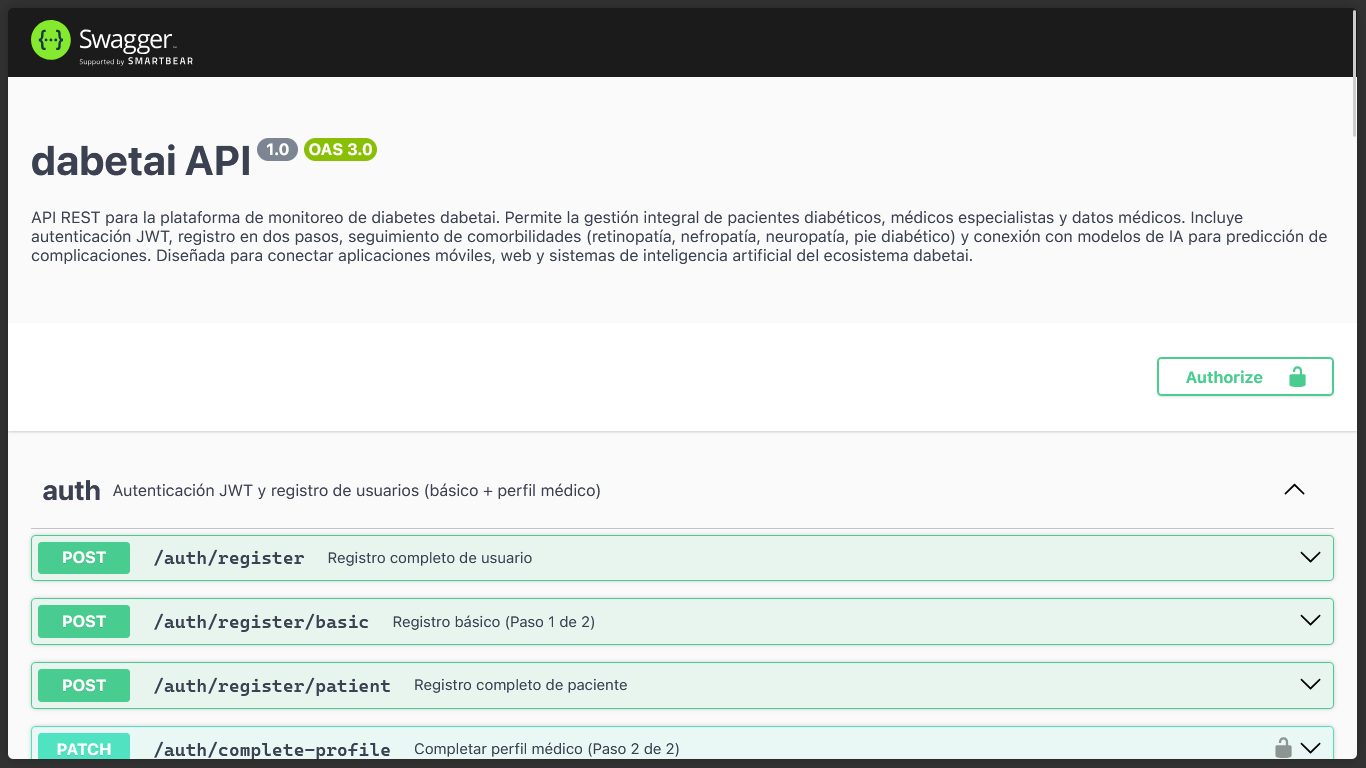 Swagger
Supported by SMARTBEAR
dabetai API 1.0 OAS 3.0
API REST para la plataforma de monitoreo de diabetes dabetai. Permite la gestión integral de pacientes diabéticos, médicos especialistas y datos médicos. Incluye
autenticación JWT, registro en dos pasos, seguimiento de comorbilidades (retinopatía, nefropatía, neuropatía, pie diabético) y conexión con modelos de IA para predicción de
complicaciones. Diseñada para conectar aplicaciones móviles, web y sistemas de inteligencia artificial del ecosistema dabetai.
Authorize
auth Autenticación JWT y registro de usuarios (básico + perfil médico)
POST /auth/register Registro completo de usuario
POST /auth/register/basic Registro básico (Paso 1 de 2)
POST /auth/register/patient Registro completo de paciente
PATCH /auth/complete-profile Completar perfil médico (Paso 2 de 2)